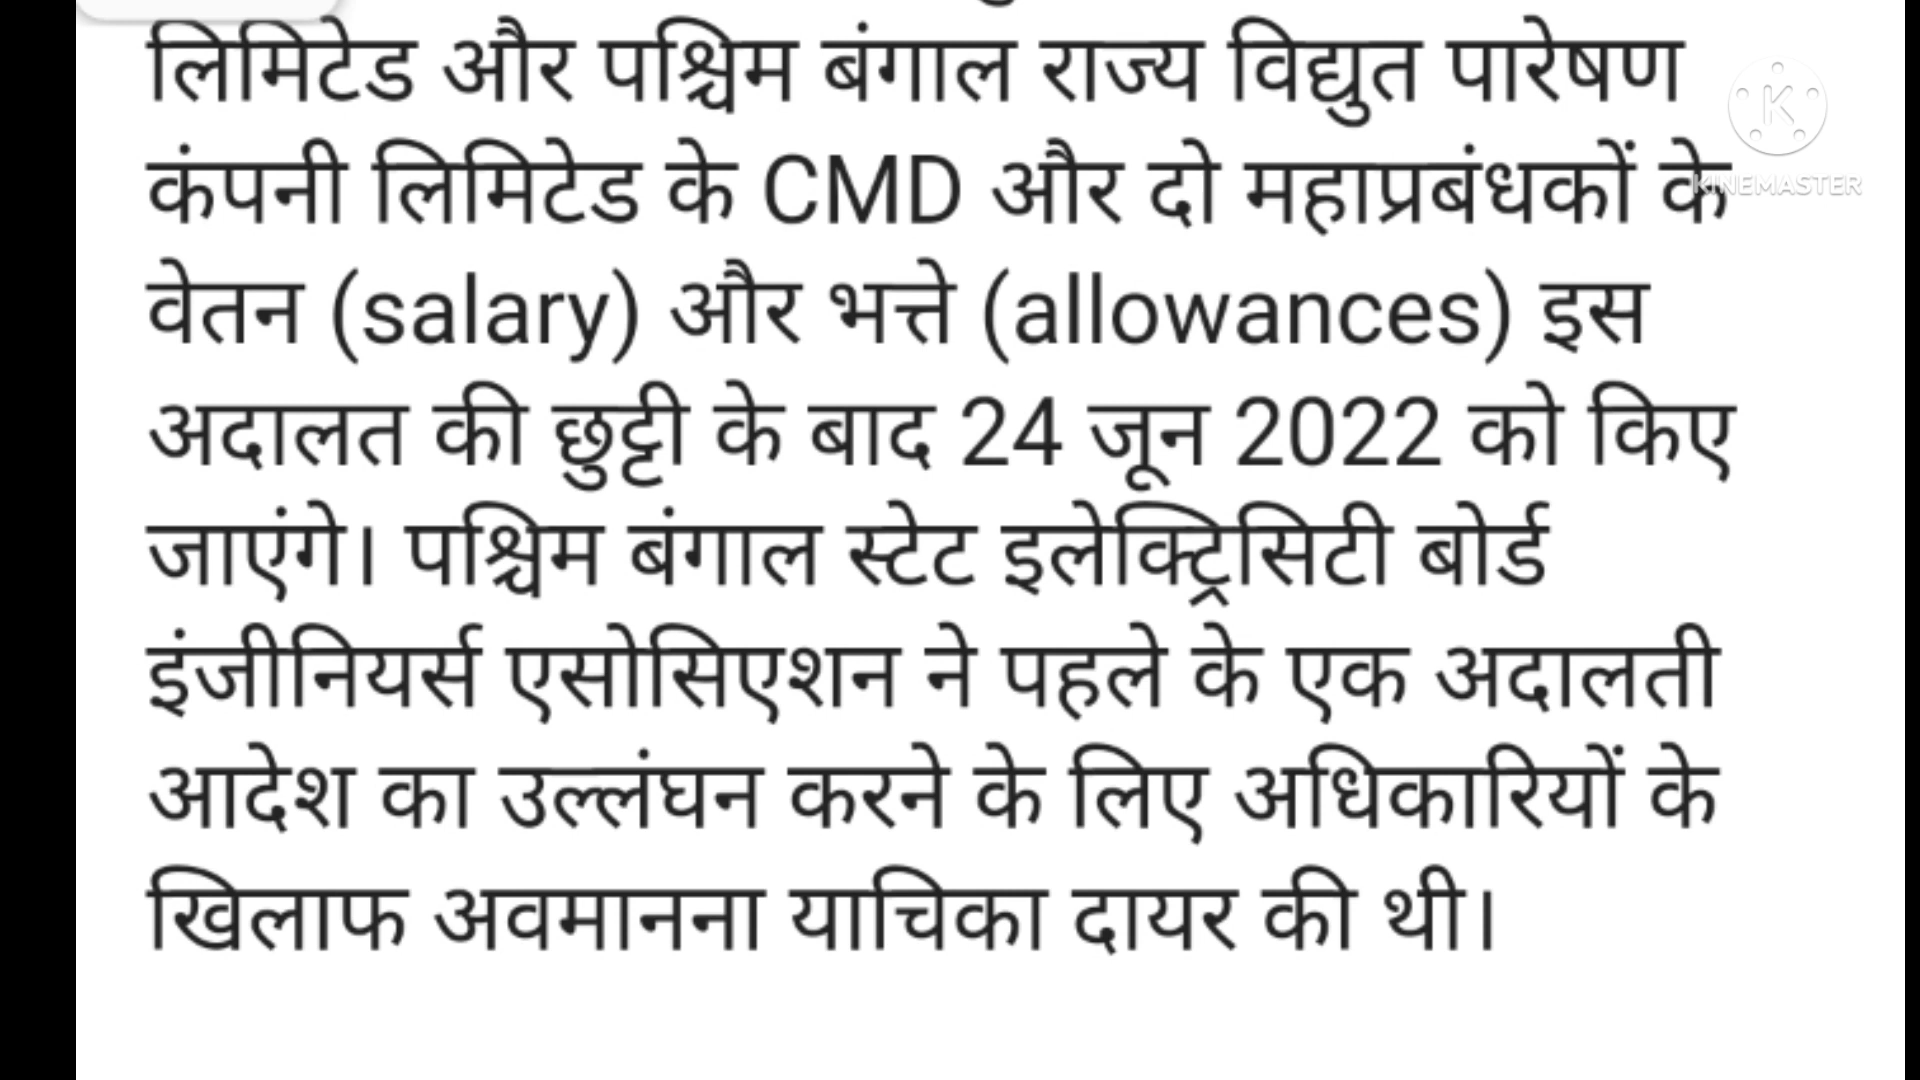 लिमिटेड और पश्चिम बंगाल राज्य विद्युत पारेषण
कंपनी लिमिटेड के CMD और दो महाप्रबंधकों के
वेतन (salary) और भत्ते (allowances) इस
अदालत की छुट्टी के बाद 24 जून 2022 को किए
जाएंगे। पश्चिम बंगाल स्टेट इलेक्ट्रिसिटी बोर्ड
इंजीनियर्स एसोसिएशन ने पहले के एक अदालती
आदेश का उल्लंघन करने के लिए अधिकारियों के
खिलाफ अवमानना याचिका दायर की थी।
K
KINEMASTER